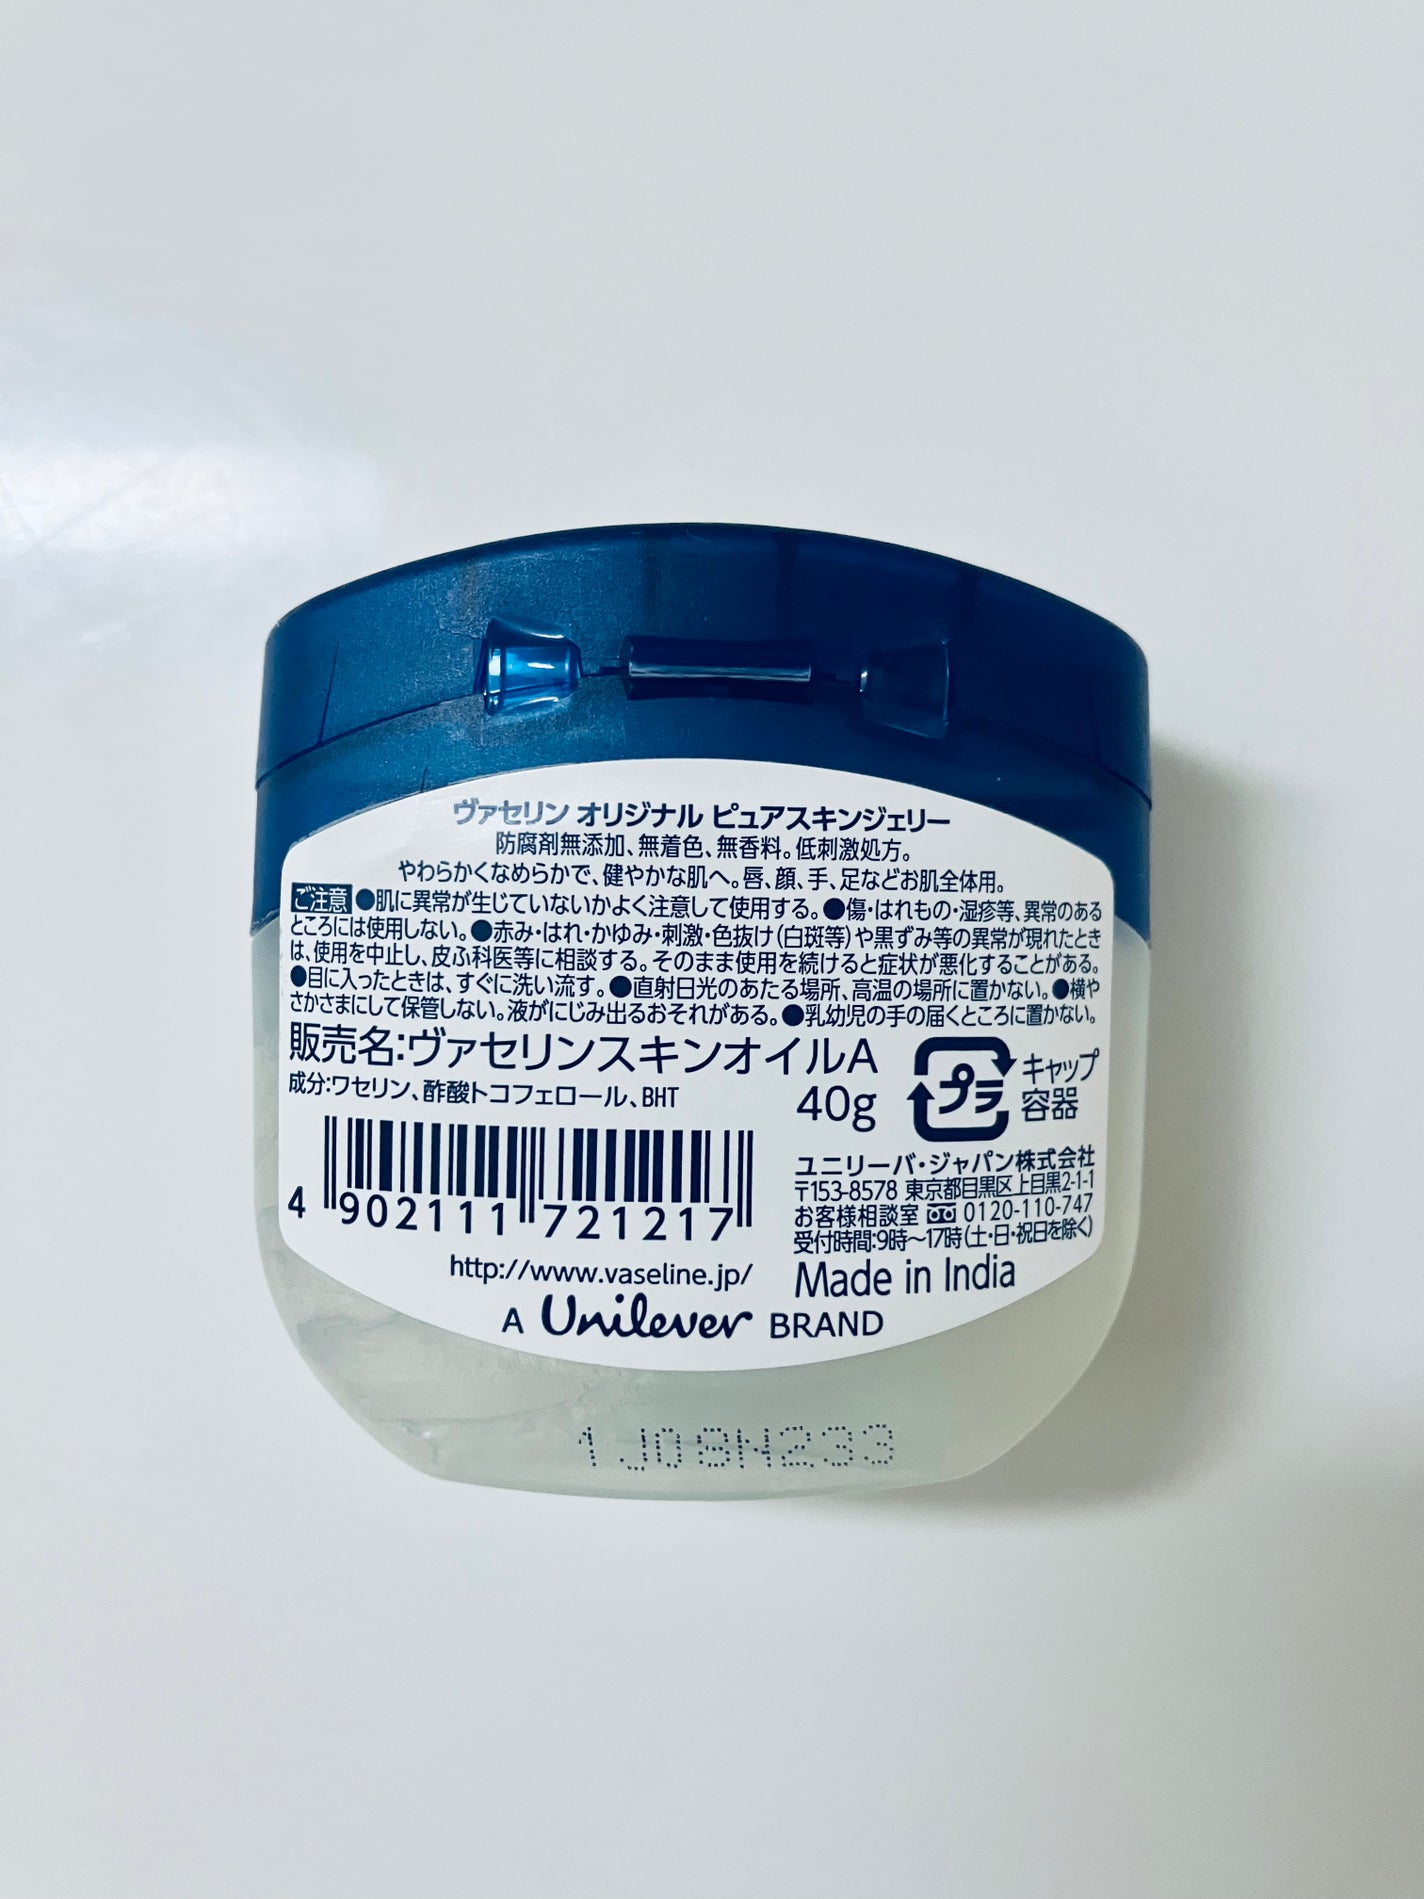 ヴァセリン オリジナル ピュアスキンジェリー
防腐剤無添加、無着色、無香料。低刺激処方。
やわらかくなめらかで、健やかな肌へ。唇、顔、手、足などお肌全体用。
ご注意 ●肌に異常が生じていないかよく注意して使用する。●傷・はれもの・湿疹等、異常のある
ところには使用しない。●赤み・はれ・かゆみ・刺激・色抜け(白斑等)や黒ずみ等の異常が現れたとき
は、使用を中止し、皮ふ科医等に相談する。そのまま使用を続けると症状が悪化することがある。
●目に入ったときは、すぐに洗い流す。●直射日光のあたる場所、高温の場所に置かない。●横や
さかさまにして保管しない。液がにじみ出るおそれがある。●乳幼児の手の届くところに置かない。
販売名:ヴァセリンスキンオイルA
成分:ワセリン、酢酸トコフェロール、BHT
40g
プラ
キャップ
容器
4 902111 721217
ユニリーバ・ジャパン株式会社
〒153-8578 東京都目黒区上目黒2-1-1
お客様相談室 0120-110-747
受付時間:9時〜17時(土・日・祝日を除く)
http://www.vaseline.jp/
Made in India
A Unilever BRAND
1J08N233